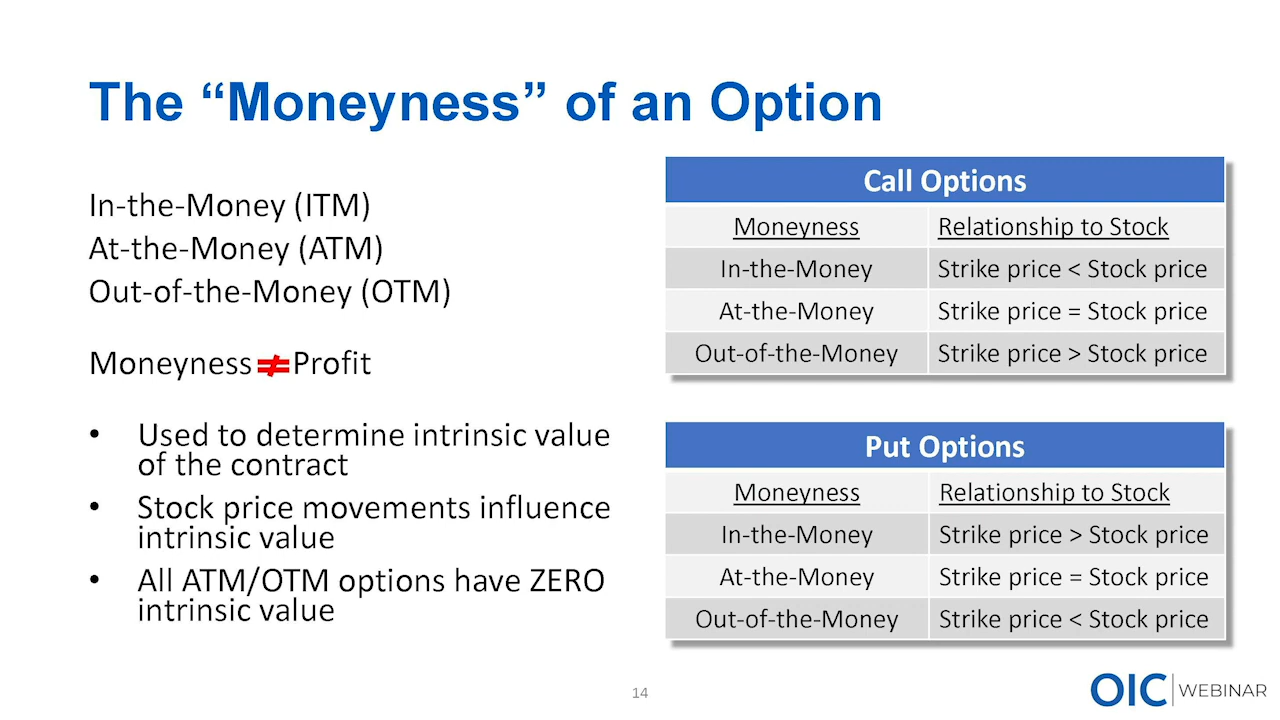 The “Moneyness” of an Option
In-the-Money (ITM)
At-the-Money (ATM)
Out-of-the-Money (OTM)
Moneyness ≠ Profit
• Used to determine intrinsic value
of the contract
• Stock price movements influence
intrinsic value
• All ATM/OTM options have ZERO
intrinsic value
Call Options
Moneyness Relationship to Stock
In-the-Money Strike price < Stock price
At-the-Money Strike price = Stock price
Out-of-the-Money Strike price > Stock price
Put Options
Moneyness Relationship to Stock
In-the-Money Strike price > Stock price
At-the-Money Strike price = Stock price
Out-of-the-Money Strike price < Stock price
14
OIC WEBINAR